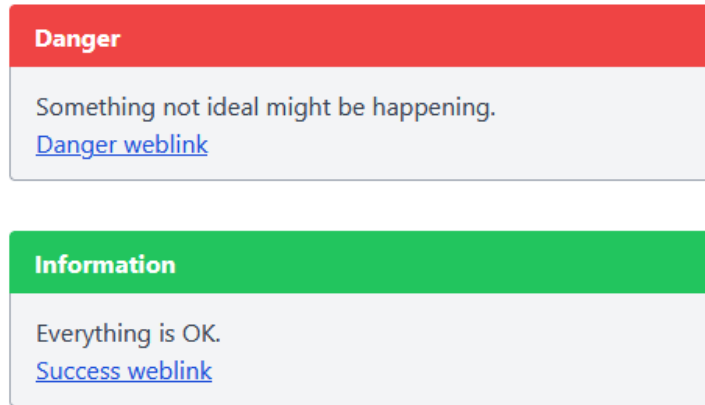 Danger
Something not ideal might be happening.
Danger weblink
Information
Everything is OK.
Success weblink